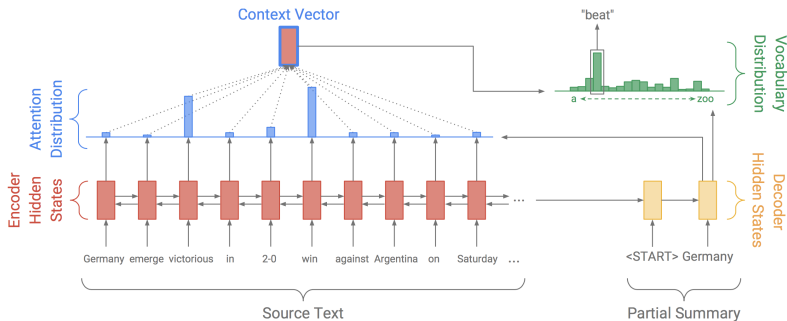 Context Vector
"beat"
a
zoo
Vocabulary
Distribution
Attention
Distribution
Encoder
Hidden
States
...
Decoder
Hidden States
Germany emerge victorious in 2-0 win against Argentina on Saturday ...
<START> Germany
Source Text
Partial Summary